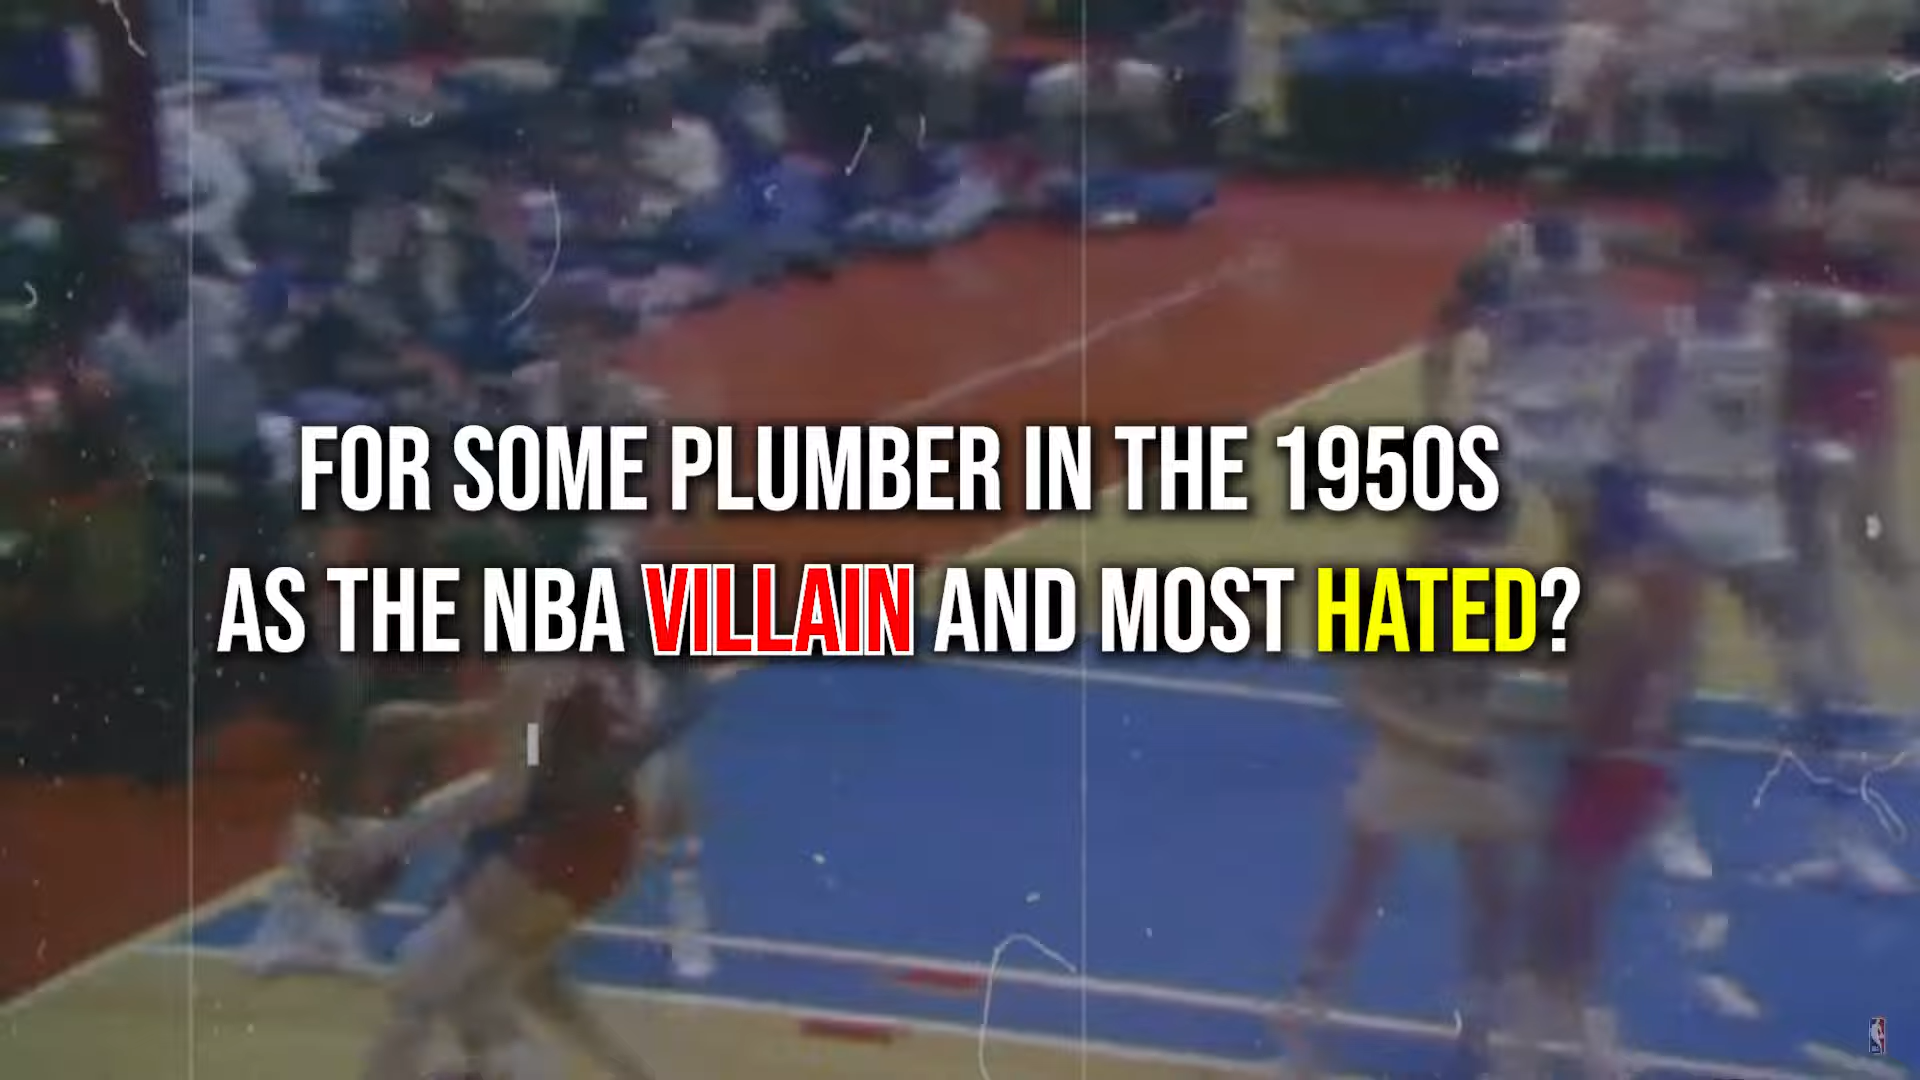 FOR SOME PLUMBER IN THE 1950S
AS THE NBA VILLAIN AND MOST HATED?